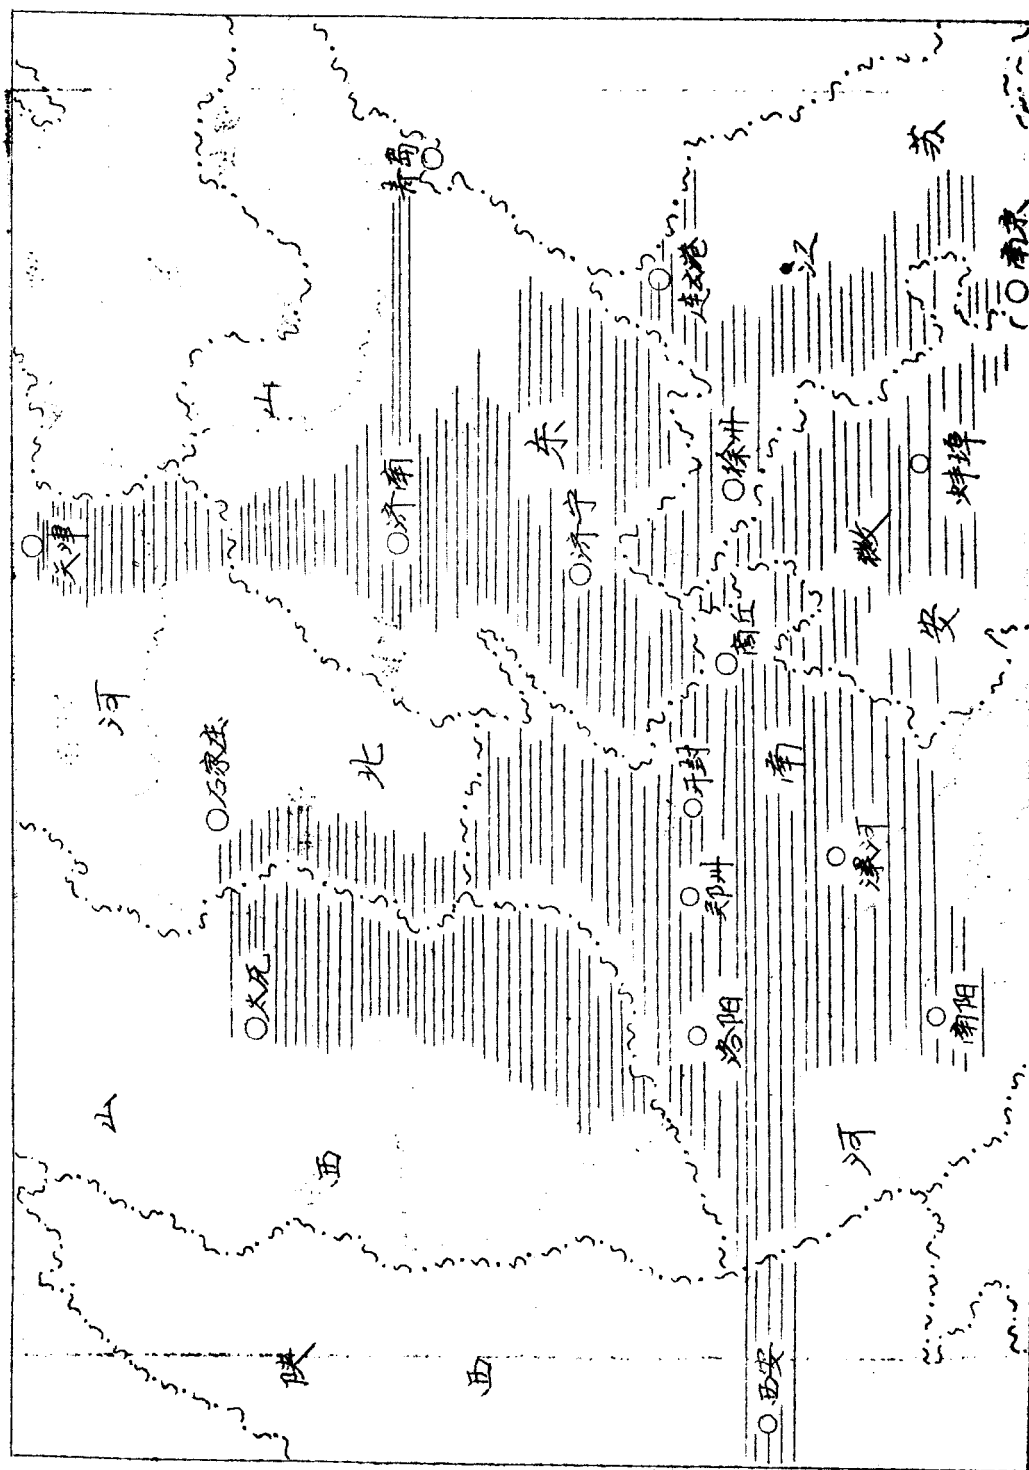 天津
河北
石家庄
山东
青岛
济南
济宁
太原
山西
陕西
西安
洛阳
郑州
开封
商丘
徐州
连云港
江苏
河南
漯河
南阳
安徽
蚌埠
南京